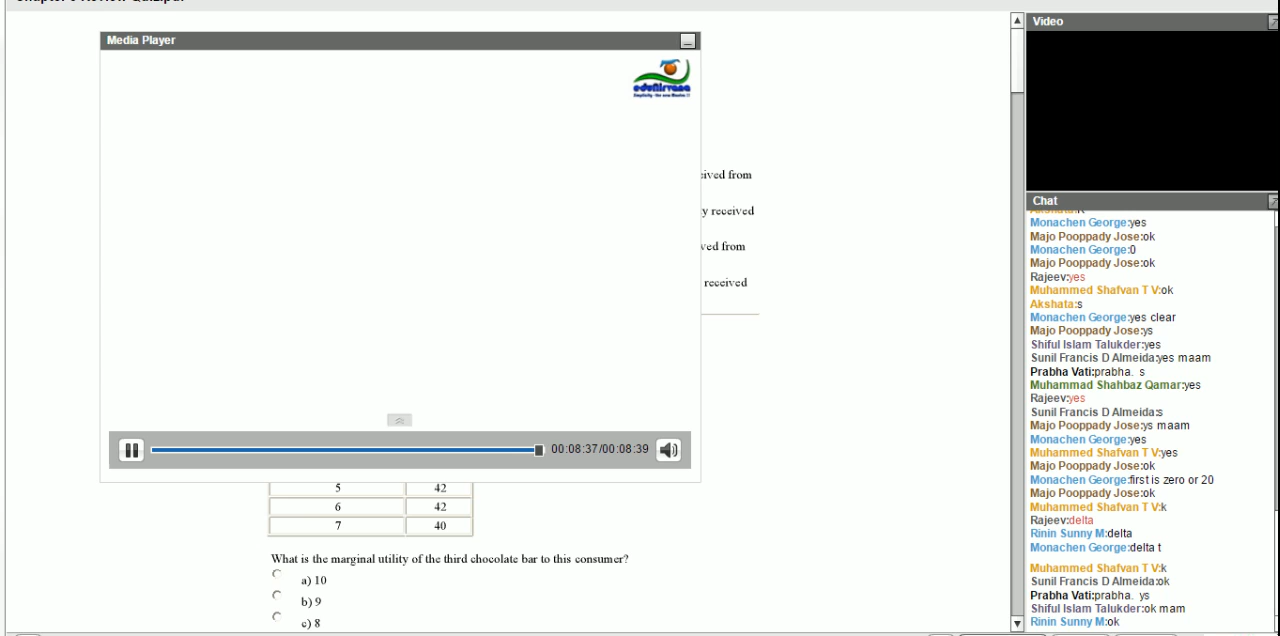 Media Player
eduNirvana
ived from
y received
ved from
received
00:08:37/00:08:39
5 42
6 42
7 40
What is the marginal utility of the third chocolate bar to this consumer?
a) 10
b) 9
c) 8
Video
Chat
Monachen George:yes
Majo Pooppady Jose:ok
Monachen George:0
Majo Pooppady Jose:ok
Rajeev:yes
Muhammed Shafvan T V:ok
Akshata:s
Monachen George:yes clear
Majo Pooppady Jose:ys
Shiful Islam Talukder:yes
Sunil Francis D Almeida:yes maam
Prabha Vati:prabha. s
Muhammad Shahbaz Qamar:yes
Rajeev:yes
Sunil Francis D Almeida:s
Majo Pooppady Jose:ys maam
Monachen George:yes
Muhammed Shafvan T V:yes
Majo Pooppady Jose:ok
Monachen George:first is zero or 20
Majo Pooppady Jose:ok
Muhammed Shafvan T V:k
Rajeev:delta
Rinin Sunny M:delta
Monachen George:delta t
Muhammed Shafvan T V:k
Sunil Francis D Almeida:ok
Prabha Vati:prabha. ys
Shiful Islam Talukder:ok mam
Rinin Sunny M:ok